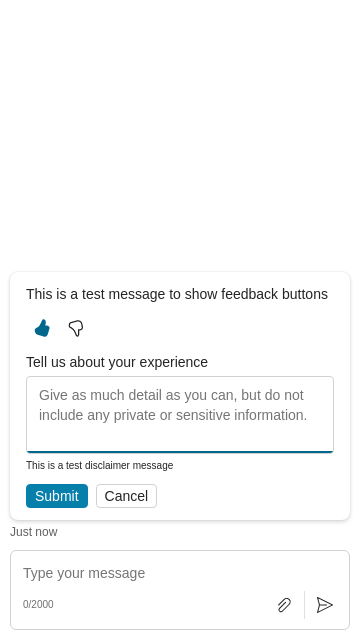 This is a test message to show feedback buttons
Tell us about your experience
Give as much detail as you can, but do not
include any private or sensitive information.
This is a test disclaimer message
Submit Cancel
Just now
Type your message
0/2000